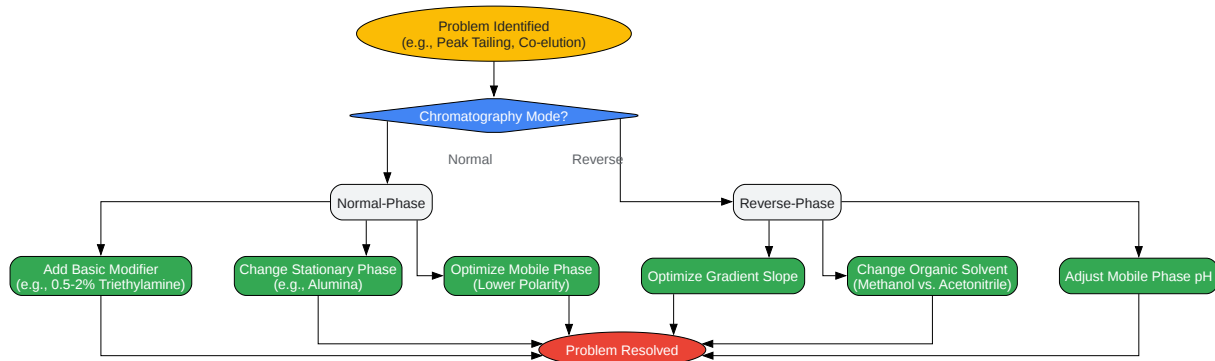 Problem Identified
(e.g., Peak Tailing, Co-elution)
Chromatography Mode?
Normal
Reverse
Normal-Phase
Reverse-Phase
Add Basic Modifier
(e.g., 0.5-2% Triethylamine)
Change Stationary Phase
(e.g., Alumina)
Optimize Mobile Phase
(Lower Polarity)
Optimize Gradient Slope
Change Organic Solvent
(Methanol vs. Acetonitrile)
Adjust Mobile Phase pH
Problem Resolved